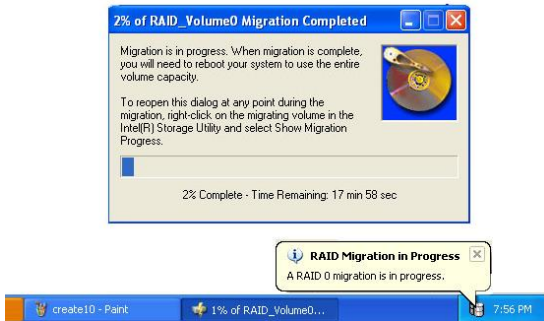 2% of RAID_Volume0 Migration Completed
Migration is in progress. When migration is complete,
you will need to reboot your system to use the entire
volume capacity.
To reopen this dialog at any point during the
migration, right-click on the migrating volume in the
Intel(R) Storage Utility and select Show Migration
Progress.
2% Complete - Time Remaining: 17 min 58 sec
RAID Migration in Progress
A RAID 0 migration is in progress.
create10 - Paint
1% of RAID_Volume0...
7:56 PM